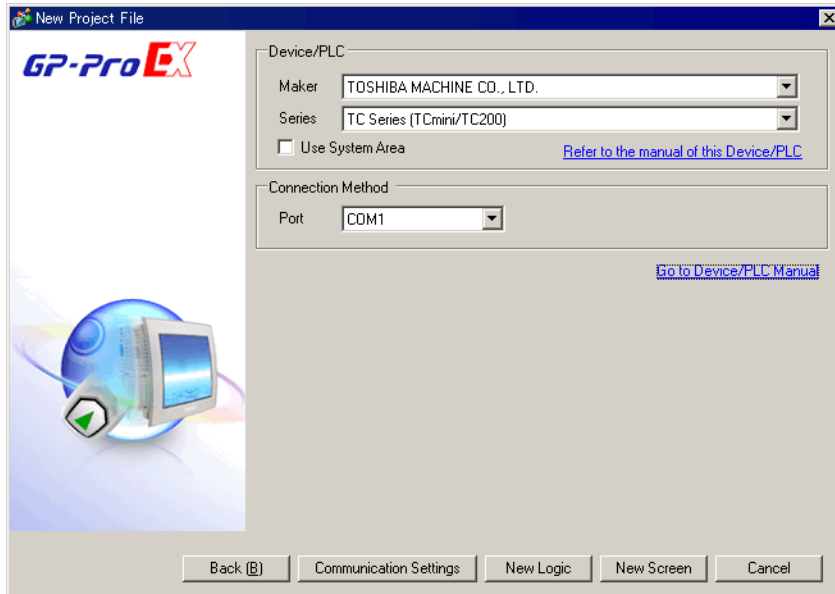 New Project File
GP-Pro EX
Device/PLC
Maker TOSHIBA MACHINE CO., LTD.
Series TC Series (TCmini/TC200)
Use System Area Refer to the manual of this Device/PLC
Connection Method
Port COM1
Go to Device/PLC Manual
Back (B) Communication Settings New Logic New Screen Cancel